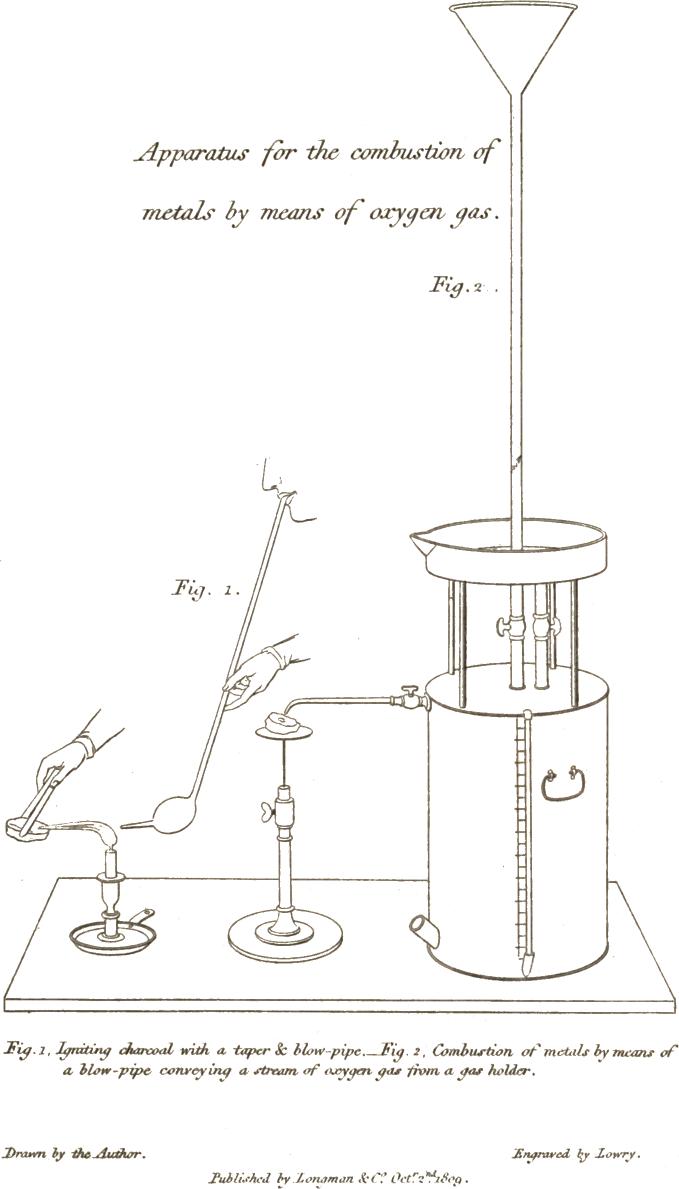 Apparatus for the combustion of
metals by means of oxygen gas.
Fig. 2.
Fig. 1.
Fig. 1, Igniting charcoal with a taper & blow-pipe.—Fig. 2, Combustion of metals by means of
a blow-pipe conveying a stream of oxygen gas from a gas holder.
Drawn by the Author.
Engraved by Lowry.
Published by Longman & Co. Octr. 2nd. 1809.